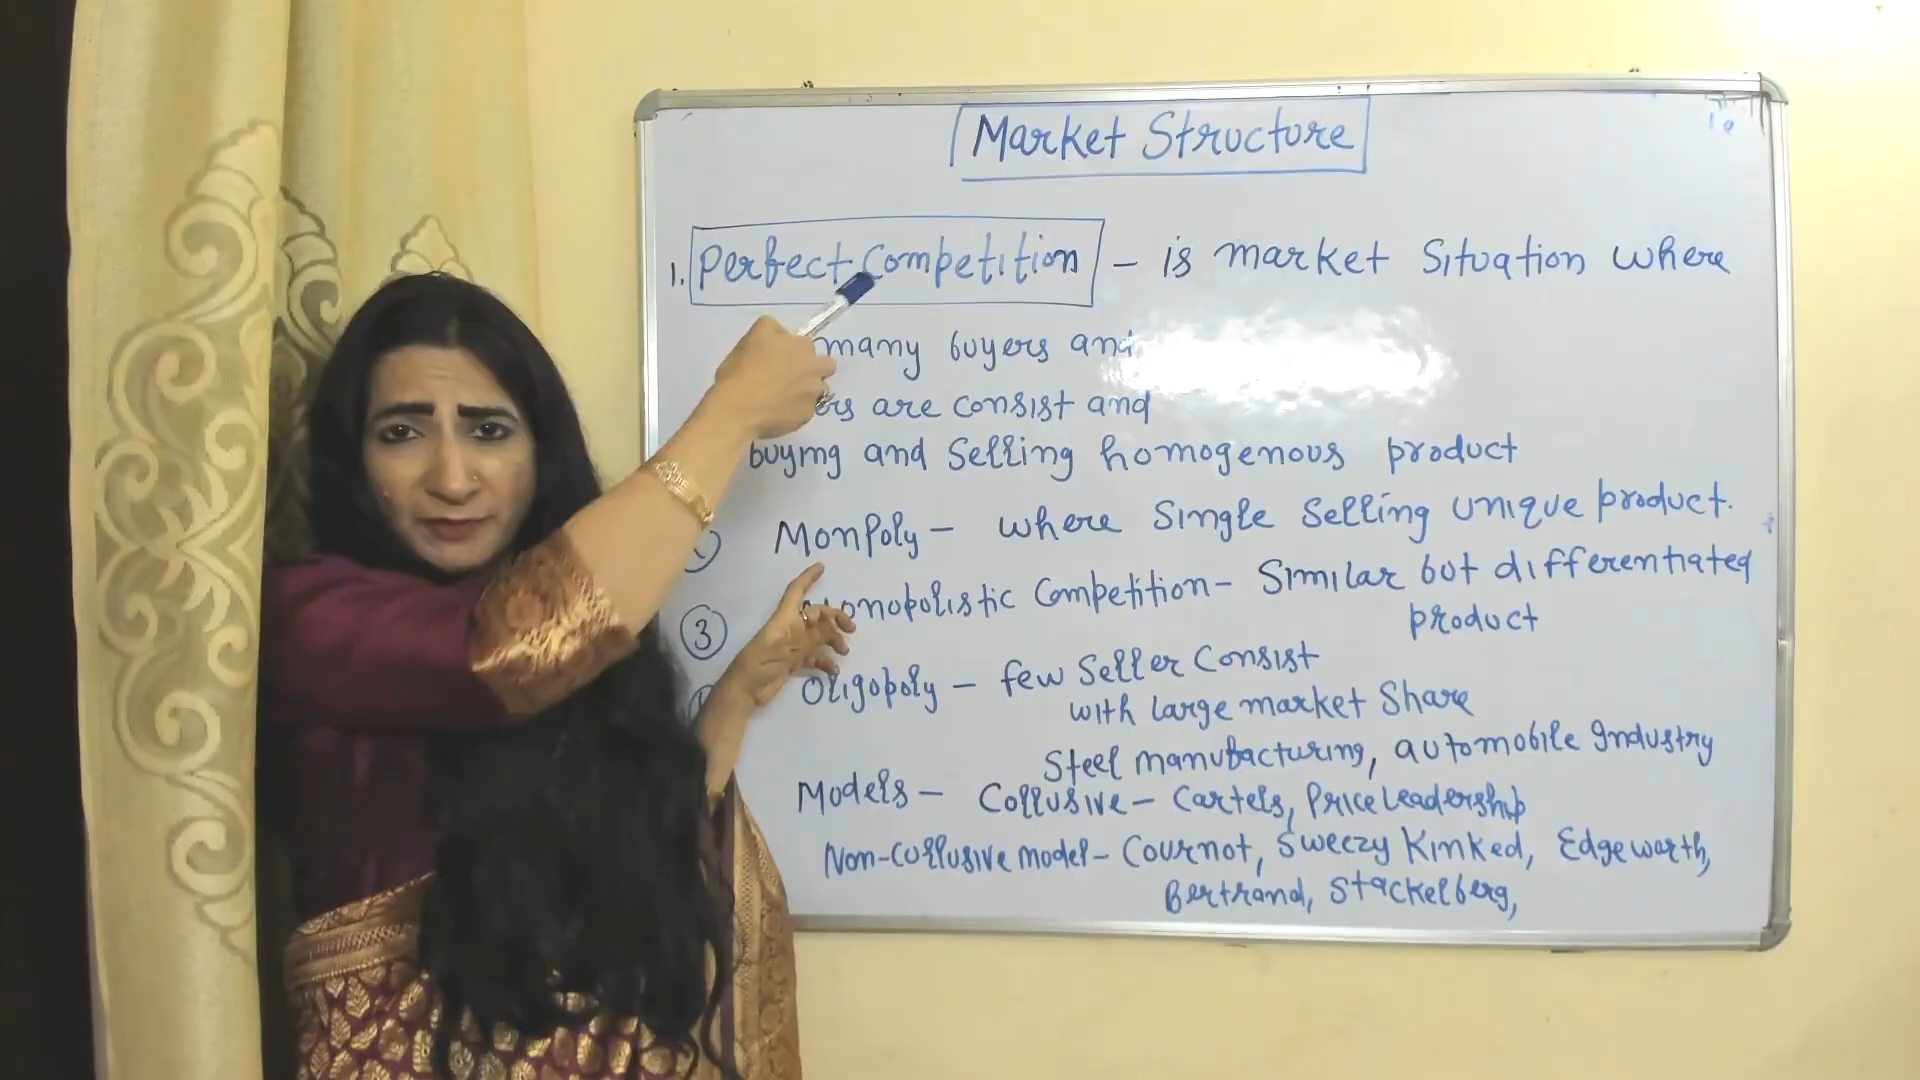 Market Structure
1. Perfect Competition - is market situation where
many buyers and
ers are consist and
buying and selling homogenous product
Monpoly - where single selling unique product.
Monopolistic Competition - Similar but differentiated
product
3
Oligopoly - few seller consist
with large market share
Steel manufacturing, automobile industry
Models - Collusive - Cartels, Price leadership
Non-collusive model - Cournot, Sweezy Kinked, Edgeworth,
Bertrand, Stackelberg,